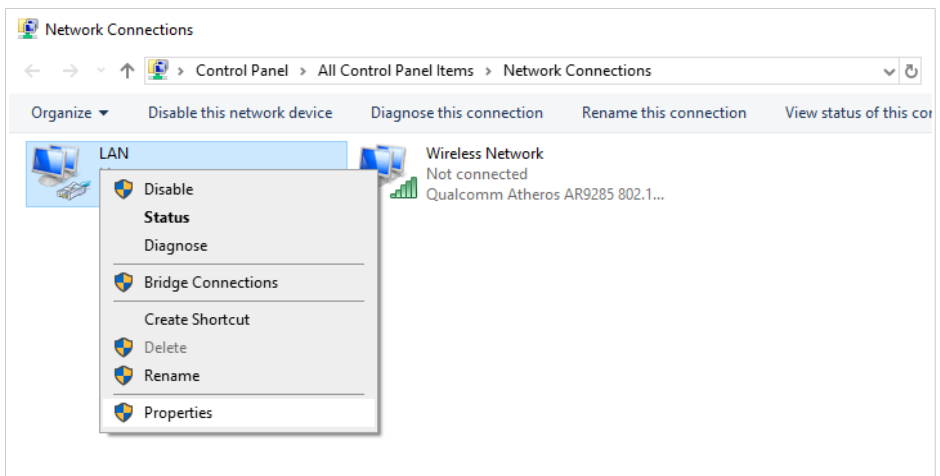 Network Connections
Control Panel › All Control Panel Items › Network Connections
Organize Disable this network device Diagnose this connection Rename this connection View status of this cor
LAN
Wireless Network
Not connected
Qualcomm Atheros AR9285 802.1...
Disable
Status
Diagnose
Bridge Connections
Create Shortcut
Delete
Rename
Properties